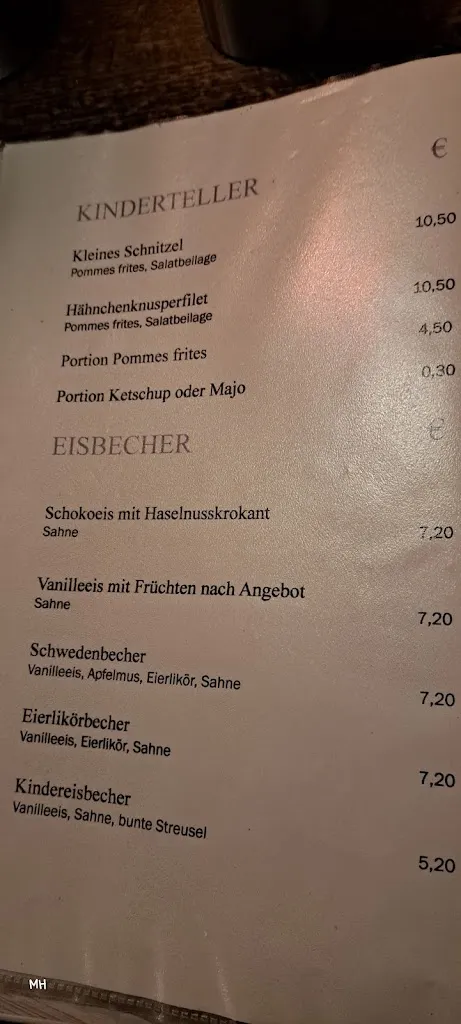 €
KINDERTELLER
Kleines Schnitzel 10,50
Pommes frites, Salatbeilage
Hähnchenknusperfilet 10,50
Pommes frites, Salatbeilage
Portion Pommes frites 4,50
Portion Ketschup oder Majo 0,30
EISBECHER €
Schokoeis mit Haselnusskrokant 7,20
Sahne
Vanilleeis mit Früchten nach Angebot 7,20
Sahne
Schwedenbecher 7,20
Vanilleeis, Apfelmus, Eierlikör, Sahne
Eierlikörbecher 7,20
Vanilleeis, Eierlikör, Sahne
Kindereisbecher 5,20
Vanilleeis, Sahne, bunte Streusel
MH